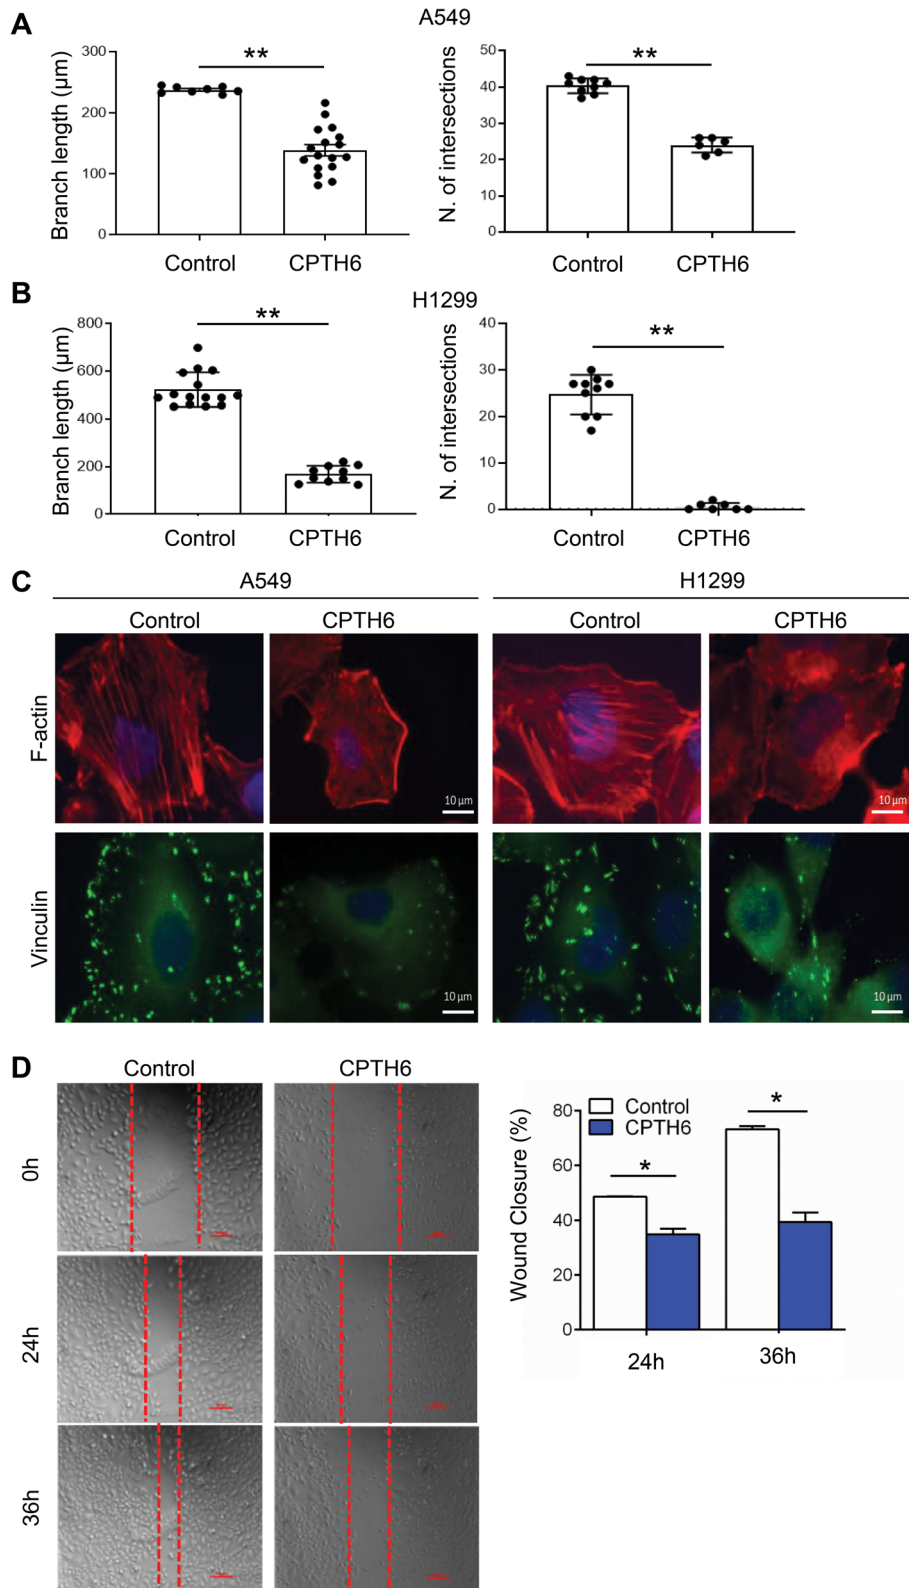 A
A549
Branch length (μm)
300
200
100
0
**
Control
CPTH6
N. of intersections
50
40
30
20
10
0
**
Control
CPTH6
B
H1299
Branch length (μm)
800
600
400
200
0
**
Control
CPTH6
N. of intersections
40
30
20
10
0
**
Control
CPTH6
C
A549
H1299
Control
CPTH6
Control
CPTH6
F-actin
10 μm
10 μm
Vinculin
10 μm
10 μm
D
Control
CPTH6
0h
24h
36h
Wound Closure (%)
80
60
40
20
0
Control
CPTH6
*
*
24h
36h